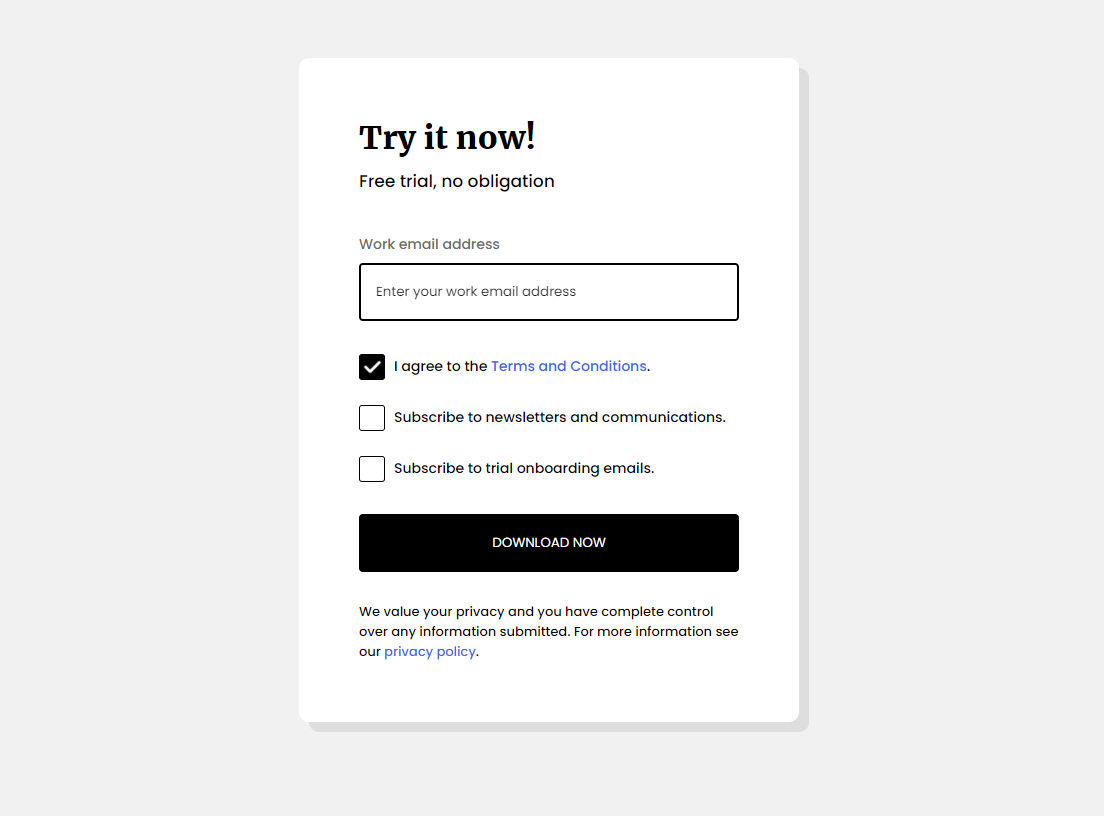 Try it now!
Free trial, no obligation
Work email address
Enter your work email address
I agree to the Terms and Conditions.
Subscribe to newsletters and communications.
Subscribe to trial onboarding emails.
DOWNLOAD NOW
We value your privacy and you have complete control
over any information submitted. For more information see
our privacy policy.